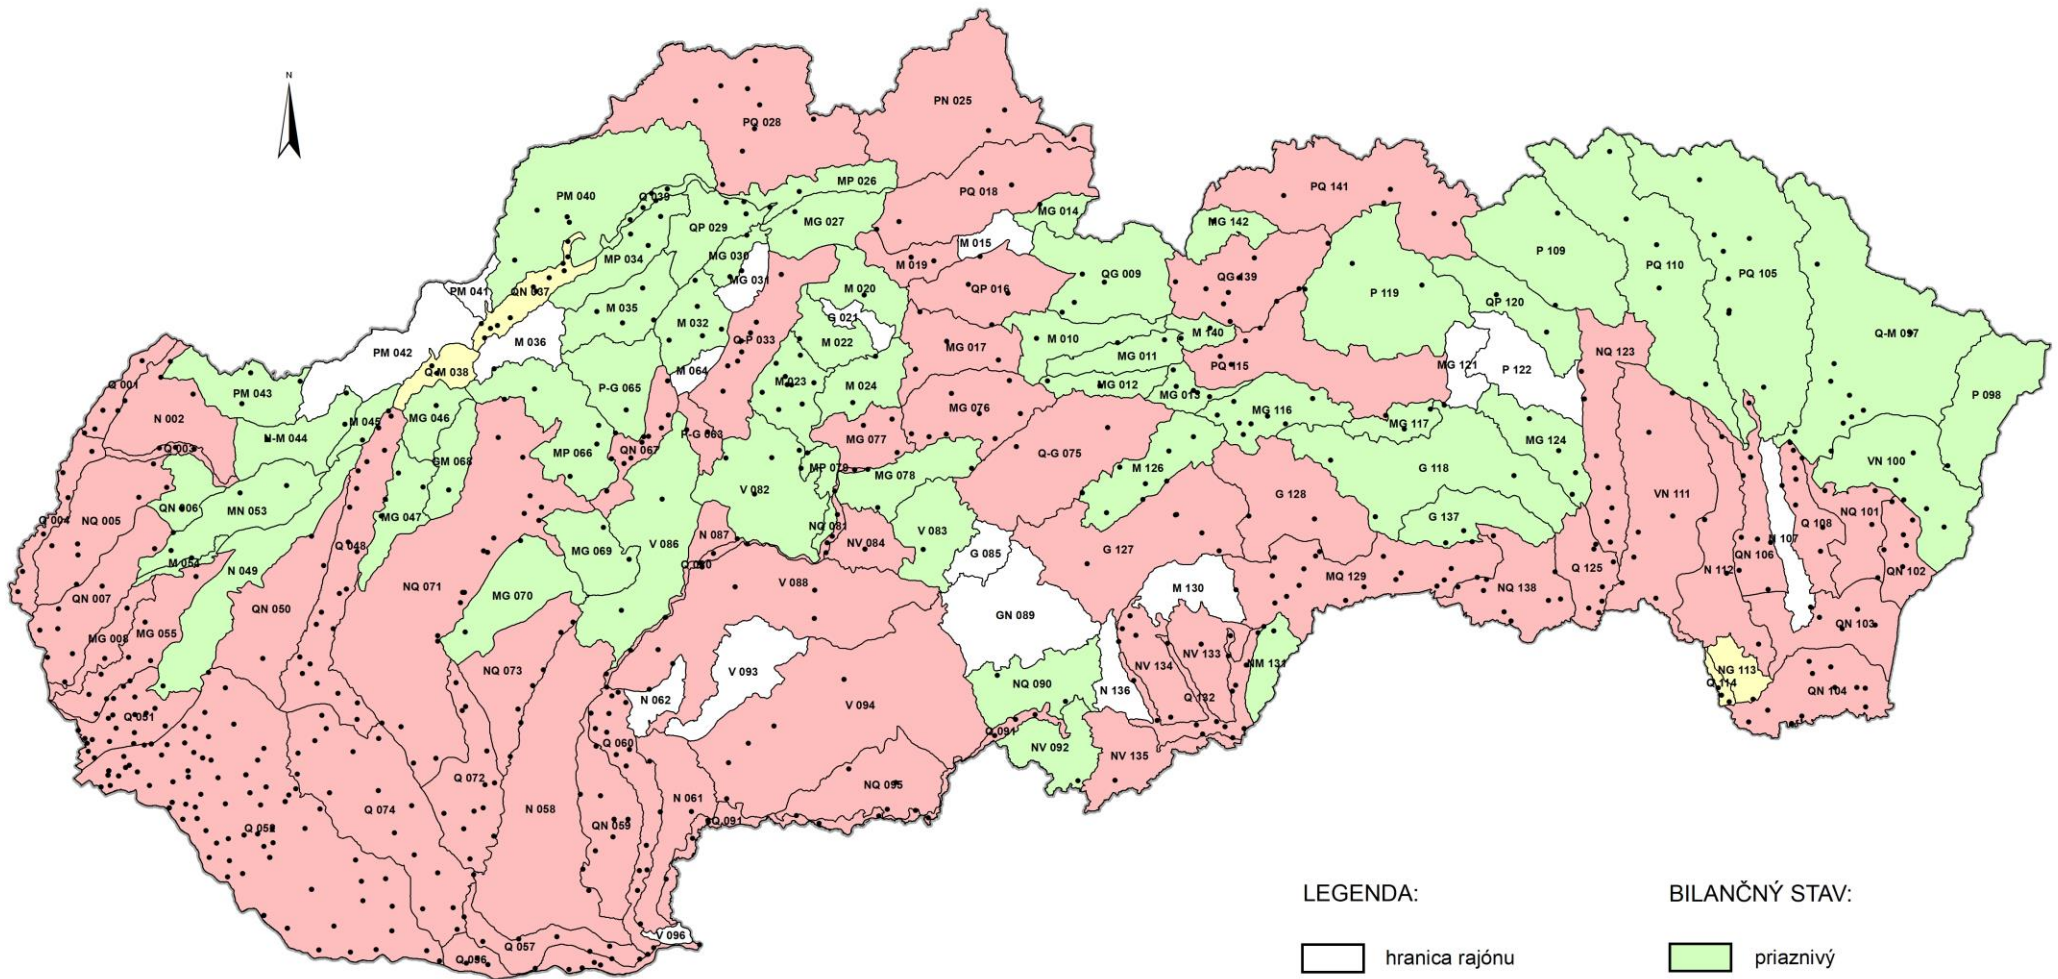 N
PN 025
PQ 028
MP 026
PQ 018
PQ 141
PM 040
Q 039
MG 014
MG 027
MG 142
QP 029
M 015
P 109
MG 030
MP 034
PQ 110
M 019
PQ 105
QG 009
QG 139
MG 031
QN 037
PM 041
M 020
QP 016
P 119
QP 120
M 035
G 021
M 032
M 140
Q-M 097
Q-P 033
M 022
M 010
M 036
MG 017
MG 011
NQ 123
PM 042
PQ 115
MG 121
P 122
M 064
Q-M 038
Q 001
M 023
M 024
MG 012
P-G 065
MG 013
P 098
PM 043
MG 076
MG 116
N 002
MG 046
M 045
MG 117
MG 077
P-G 063
N-M 044
MG 124
Q 003
QN 067
MP 066
Q-G 075
GM 068
VN 100
M 126
G 118
MP 079
MG 078
V 082
G 128
VN 111
QN 006
MN 053
NQ 101
MG 047
G 137
Q 004
NQ 005
NQ 081
Q 108
V 083
N 087
N 107
V 086
NV 084
Q 048
G 127
MG 069
G 085
QN 106
M 054
Q 080
Q 125
N 112
N 049
QN 102
MQ 129
V 088
NQ 071
M 130
NQ 138
MG 070
QN 007
QN 050
GN 089
QN 103
MG 055
MG 008
NV 133
NM 131
NV 134
NQ 073
V 093
NG 113
V 094
NQ 090
N 136
Q 132
Q 114
QN 104
N 062
Q 051
Q 091
Q 060
NV 092
NV 135
Q 072
NQ 095
N 061
Q 074
N 058
Q 091
QN 059
Q 052
V 096
Q 057
Q 056
LEGENDA: BILANČNÝ STAV:
hranica rajónu priaznivý